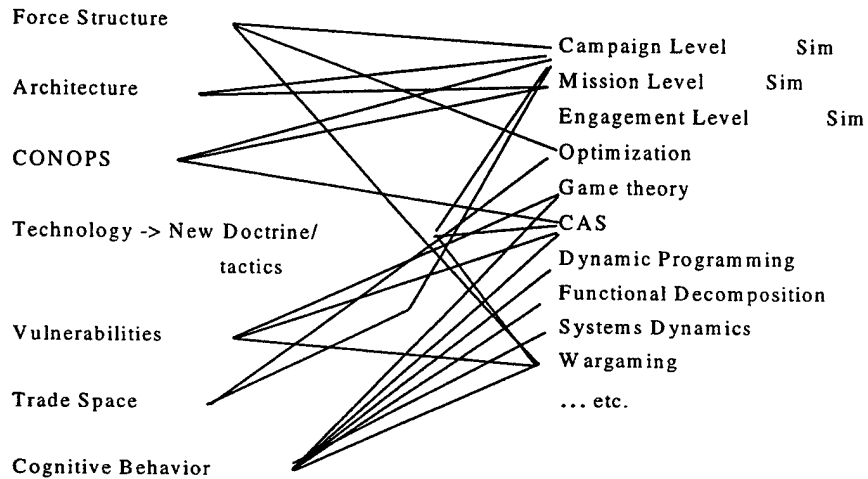 Force Structure
Architecture
CONOPS
Technology -> New Doctrine/
tactics
Vulnerabilities
Trade Space
Cognitive Behavior
Campaign Level Sim
Mission Level Sim
Engagement Level Sim
Optimization
Game theory
CAS
Dynamic Programming
Functional Decomposition
Systems Dynamics
Wargaming
... etc.